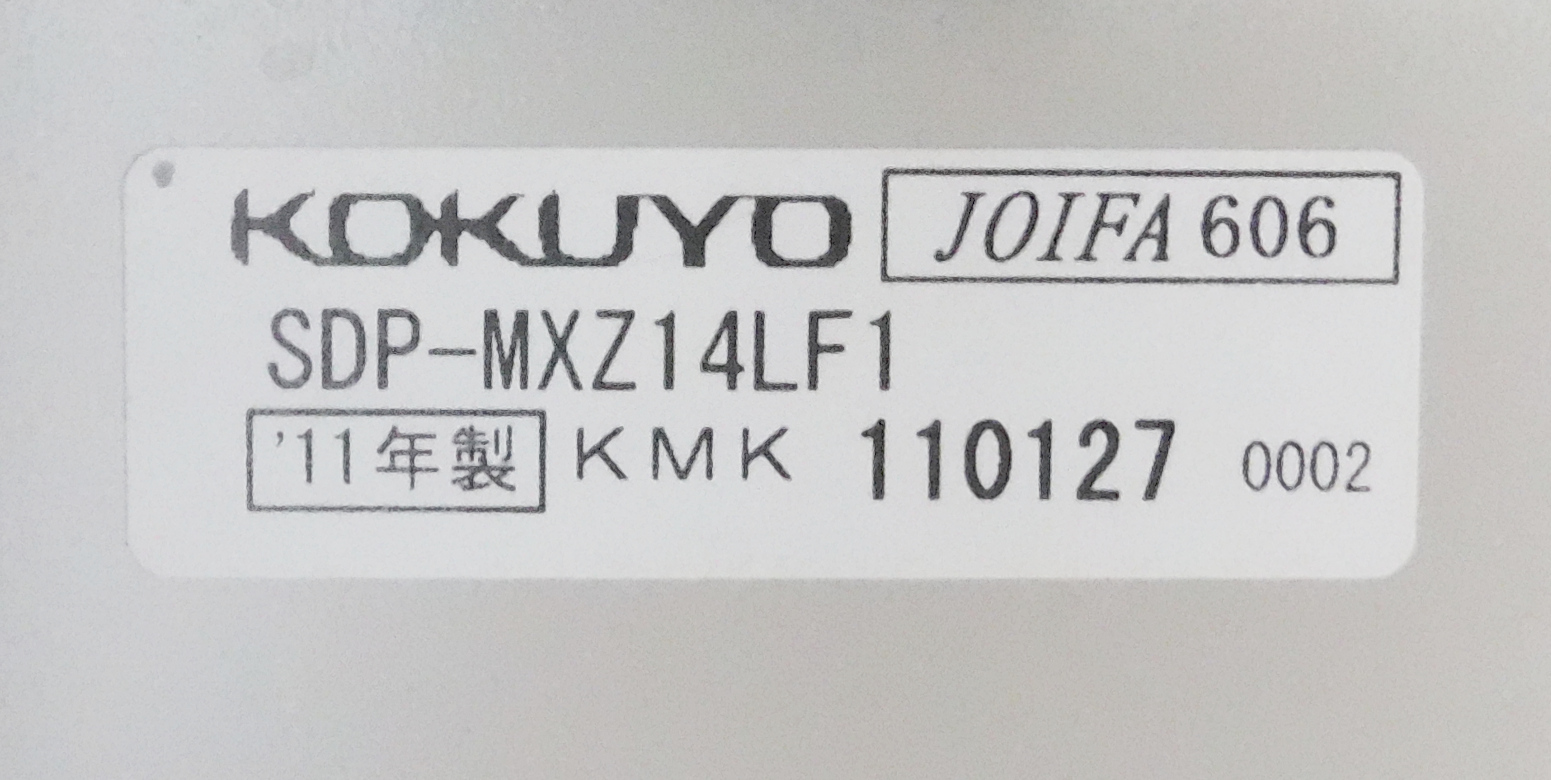 KOKUYO JOIFA 606
SDP-MXZ14LF1
'11年製 KMK 110127 0002